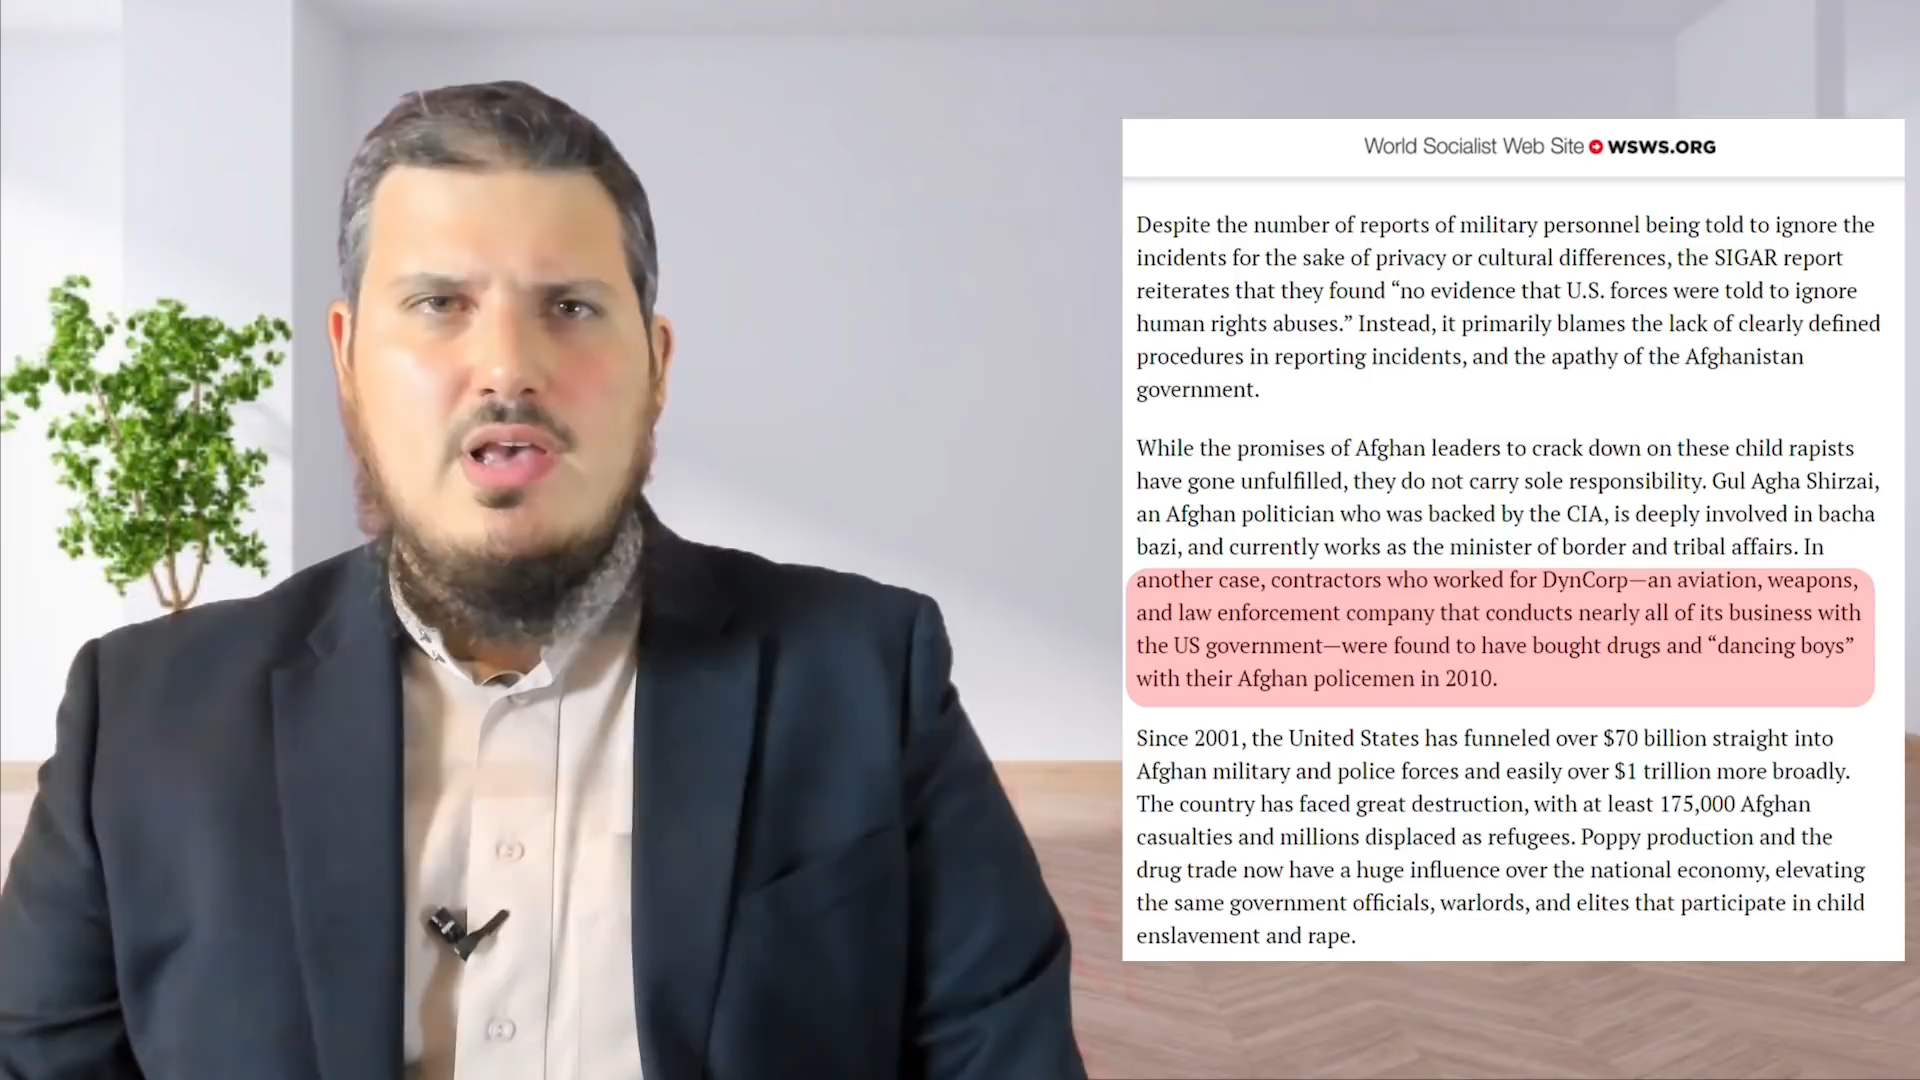 World Socialist Web Site WSWS.ORG
Despite the number of reports of military personnel being told to ignore the
incidents for the sake of privacy or cultural differences, the SIGAR report
reiterates that they found “no evidence that U.S. forces were told to ignore
human rights abuses.” Instead, it primarily blames the lack of clearly defined
procedures in reporting incidents, and the apathy of the Afghanistan
government.
While the promises of Afghan leaders to crack down on these child rapists
have gone unfulfilled, they do not carry sole responsibility. Gul Agha Shirzai,
an Afghan politician who was backed by the CIA, is deeply involved in bacha
bazi, and currently works as the minister of border and tribal affairs. In
another case, contractors who worked for DynCorp—an aviation, weapons,
and law enforcement company that conducts nearly all of its business with
the US government—were found to have bought drugs and “dancing boys”
with their Afghan policemen in 2010.
Since 2001, the United States has funneled over $70 billion straight into
Afghan military and police forces and easily over $1 trillion more broadly.
The country has faced great destruction, with at least 175,000 Afghan
casualties and millions displaced as refugees. Poppy production and the
drug trade now have a huge influence over the national economy, elevating
the same government officials, warlords, and elites that participate in child
enslavement and rape.